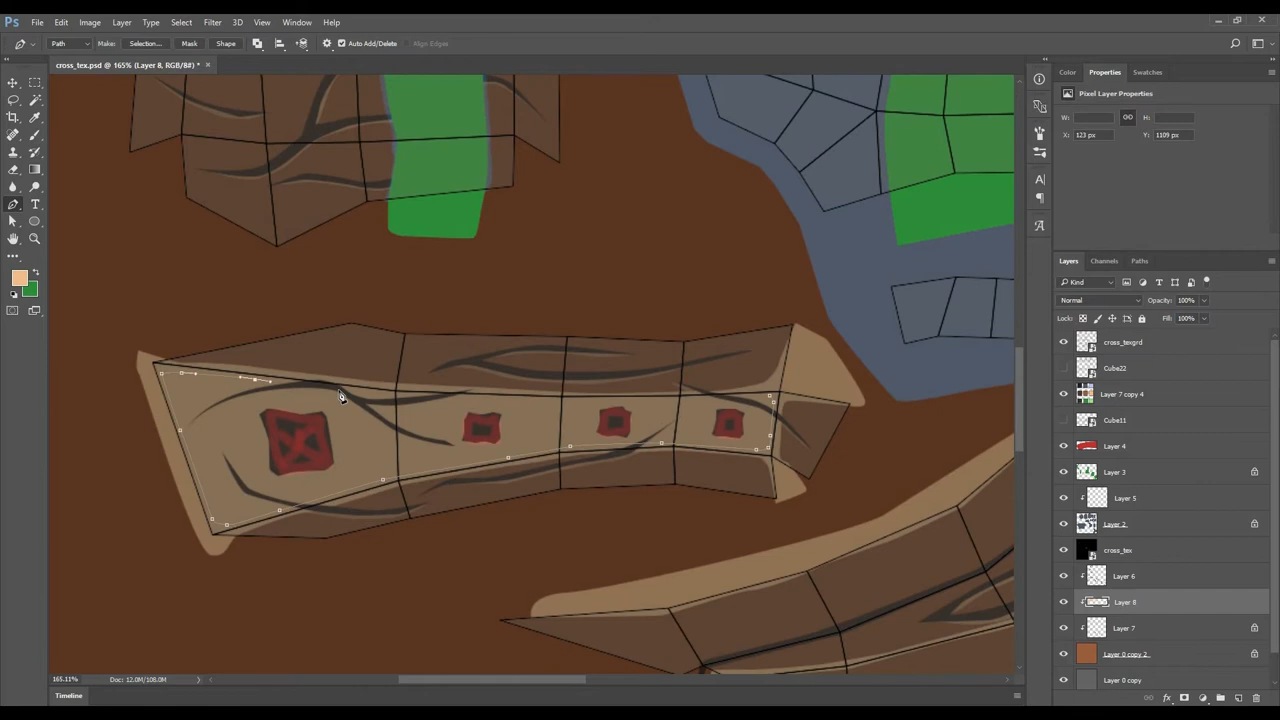 Ps File Edit Image Layer Type Select Filter 3D View Window Help
Path Make: Selection... Mask Shape Auto Add/Delete Align Edges
cross_tex.psd @ 165% (Layer 8, RGB/8#) *
Color Properties Swatches
Pixel Layer Properties
W: H:
X: 123 px Y: 1109 px
Layers Channels Paths
Kind
Normal Opacity: 100%
Lock: Fill: 100%
cross_texgrd
Cube22
Layer 7 copy 4
Cube11
Layer 4
Layer 3
Layer 5
Layer 2
cross_tex
Layer 6
Layer 8
Layer 7
Layer 0 copy 2
Layer 0 copy
165.11% Doc: 12.0M/108.0M
Timeline